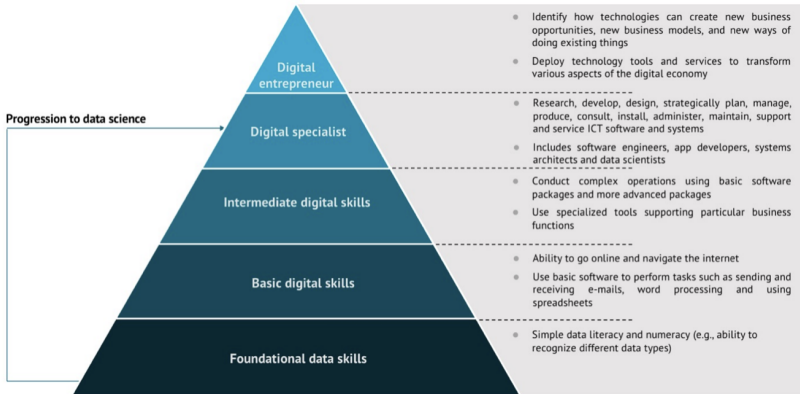 Identify how technologies can create new business
opportunities, new business models, and new ways of
doing existing things
Deploy technology tools and services to transform
various aspects of the digital economy
Digital
entrepreneur
Progression to data science
Digital specialist
Research, develop, design, strategically plan, manage,
produce, consult, install, administer, maintain, support
and service ICT software and systems
Includes software engineers, app developers, systems
architects and data scientists
Intermediate digital skills
Conduct complex operations using basic software
packages and more advanced packages
Use specialized tools supporting particular business
functions
Basic digital skills
Ability to go online and navigate the internet
Use basic software to perform tasks such as sending and
receiving e-mails, word processing and using
spreadsheets
Foundational data skills
Simple data literacy and numeracy (e.g., ability to
recognize different data types)